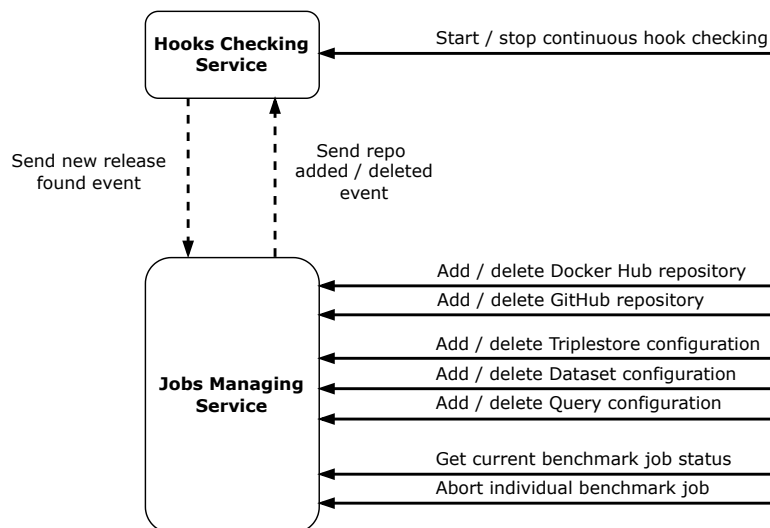 Hooks Checking
Service
Start / stop continuous hook checking
Send new release
found event
Send repo
added / deleted
event
Add / delete Docker Hub repository
Add / delete GitHub repository
Add / delete Triplestore configuration
Add / delete Dataset configuration
Add / delete Query configuration
Jobs Managing
Service
Get current benchmark job status
Abort individual benchmark job